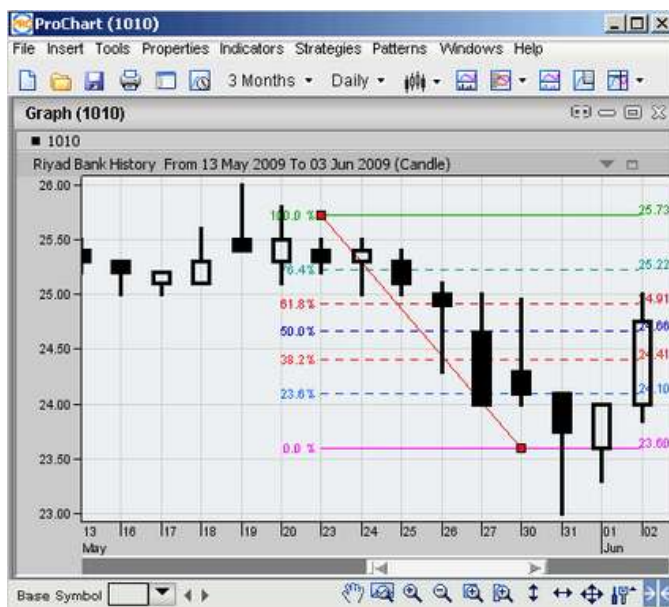 ProChart (1010)
File Insert Tools Properties Indicators Strategies Patterns Windows Help
3 Months Daily
Graph (1010)
1010
Riyad Bank History From 13 May 2009 To 03 Jun 2009 (Candle)
26.00
100.0 % 25.73
25.50
76.4% 25.22
25.00
61.8% 24.91
50.0% 24.66
24.50
38.2% 24.41
23.6% 24.10
24.00
0.0 % 23.60
23.50
23.00
13 16 17 18 19 20 23 24 25 26 27 30 31 01 02
May Jun
Base Symbol